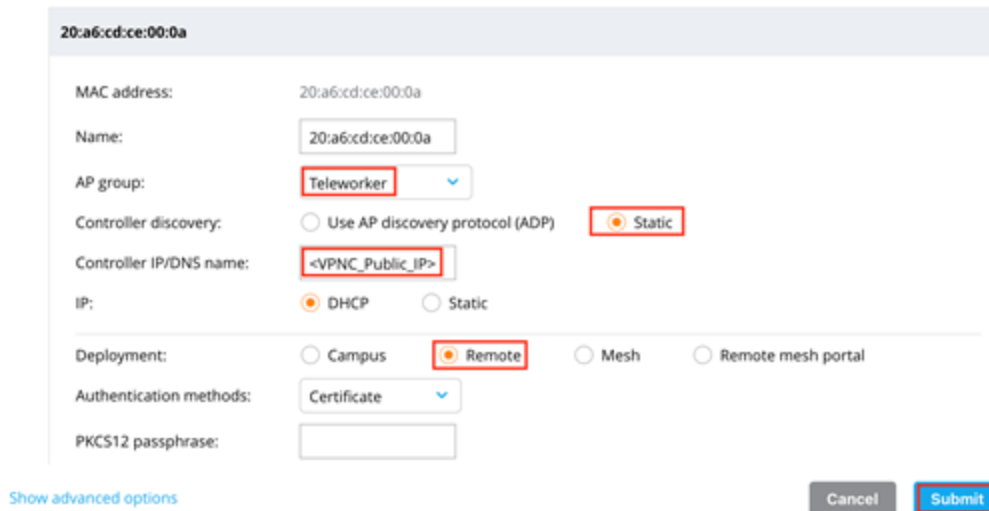 20:a6:cd:ce:00:0a
MAC address: 20:a6:cd:ce:00:0a
Name: 20:a6:cd:ce:00:0a
AP group: Teleworker
Controller discovery: Use AP discovery protocol (ADP) Static
Controller IP/DNS name: <VPNC_Public_IP>
IP: DHCP Static
Deployment: Campus Remote Mesh Remote mesh portal
Authentication methods: Certificate
PKCS12 passphrase:
Show advanced options Cancel Submit